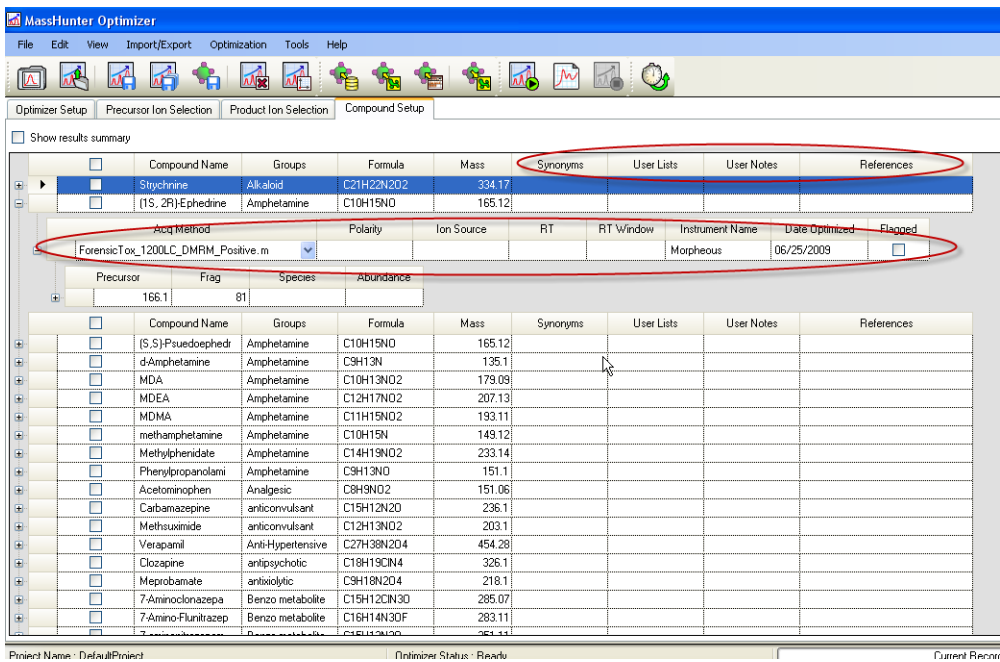 MassHunter Optimizer
File Edit View Import/Export Optimization Tools Help
Optimizer Setup Precursor Ion Selection Product Ion Selection Compound Setup
Show results summary
Compound Name Groups Formula Mass Synonyms User Lists User Notes References
Strychnine Alkaloid C21H22N2O2 334.17
(1S, 2R)-Ephedrine Amphetamine C10H15NO 165.12
Acq Method Polarity Ion Source RT RT Window Instrument Name Date Optimized Flagged
ForensicTox_1200LC_DMRM_Positive.m Morpheous 06/25/2009
Precursor Frag Species Abundance
166.1 81
Compound Name Groups Formula Mass Synonyms User Lists User Notes References
(S,S)-Psuedoephedr Amphetamine C10H15NO 165.12
d-Amphetamine Amphetamine C9H13N 135.1
MDA Amphetamine C10H13NO2 179.09
MDEA Amphetamine C12H17NO2 207.13
MDMA Amphetamine C11H15NO2 193.11
methamphetamine Amphetamine C10H15N 149.12
Methylphenidate Amphetamine C14H19NO2 233.14
Phenylpropanolami Amphetamine C9H13NO 151.1
Acetominophen Analgesic C8H9NO2 151.06
Carbamazepine anticonvulsant C15H12N2O 236.1
Methsuximide anticonvulsant C12H13NO2 203.1
Verapamil Anti-Hypertensive C27H38N2O4 454.28
Clozapine antipsychotic C18H19ClN4 326.1
Meprobamate antixiolytic C9H18N2O4 218.1
7-Aminoclonazepa Benzo metabolite C15H12ClN3O 285.07
7-Amino-Flunitrazep Benzo metabolite C16H14N3OF 283.11
Project Name : DefaultProject Optimizer Status : Ready Current Recor